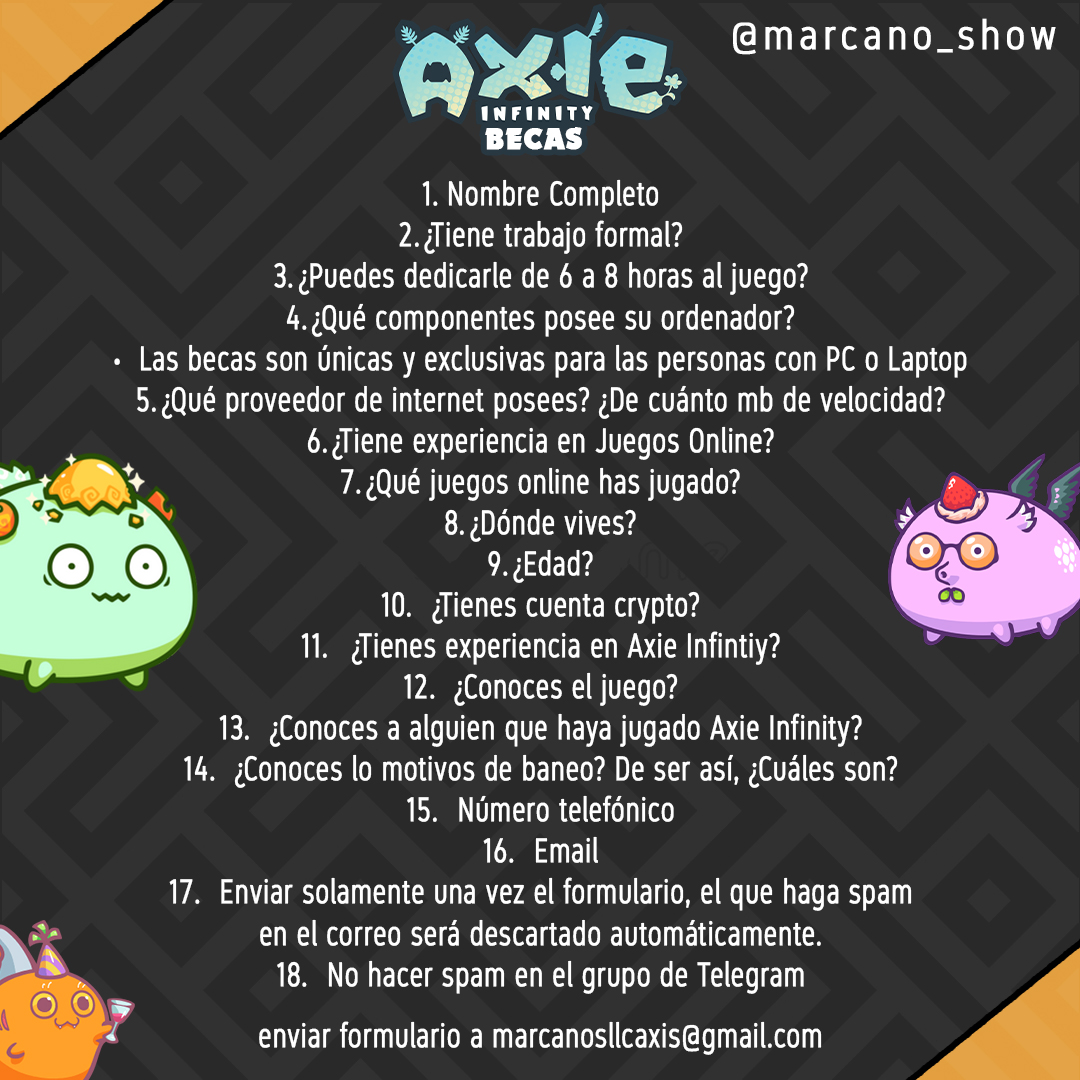 @marcano_show
AXIE
INFINITY
BECAS
1. Nombre Completo
2. ¿Tiene trabajo formal?
3. ¿Puedes dedicarle de 6 a 8 horas al juego?
4. ¿Qué componentes posee su ordenador?
• Las becas son únicas y exclusivas para las personas con PC o Laptop
5. ¿Qué proveedor de internet posees? ¿De cuánto mb de velocidad?
6. ¿Tiene experiencia en Juegos Online?
7. ¿Qué juegos online has jugado?
8. ¿Dónde vives?
9. ¿Edad?
10. ¿Tienes cuenta crypto?
11. ¿Tienes experiencia en Axie Infintiy?
12. ¿Conoces el juego?
13. ¿Conoces a alguien que haya jugado Axie Infinity?
14. ¿Conoces lo motivos de baneo? De ser así, ¿Cuáles son?
15. Número telefónico
16. Email
17. Enviar solamente una vez el formulario, el que haga spam
en el correo será descartado automáticamente.
18. No hacer spam en el grupo de Telegram
enviar formulario a marcanosllcaxis@gmail.com